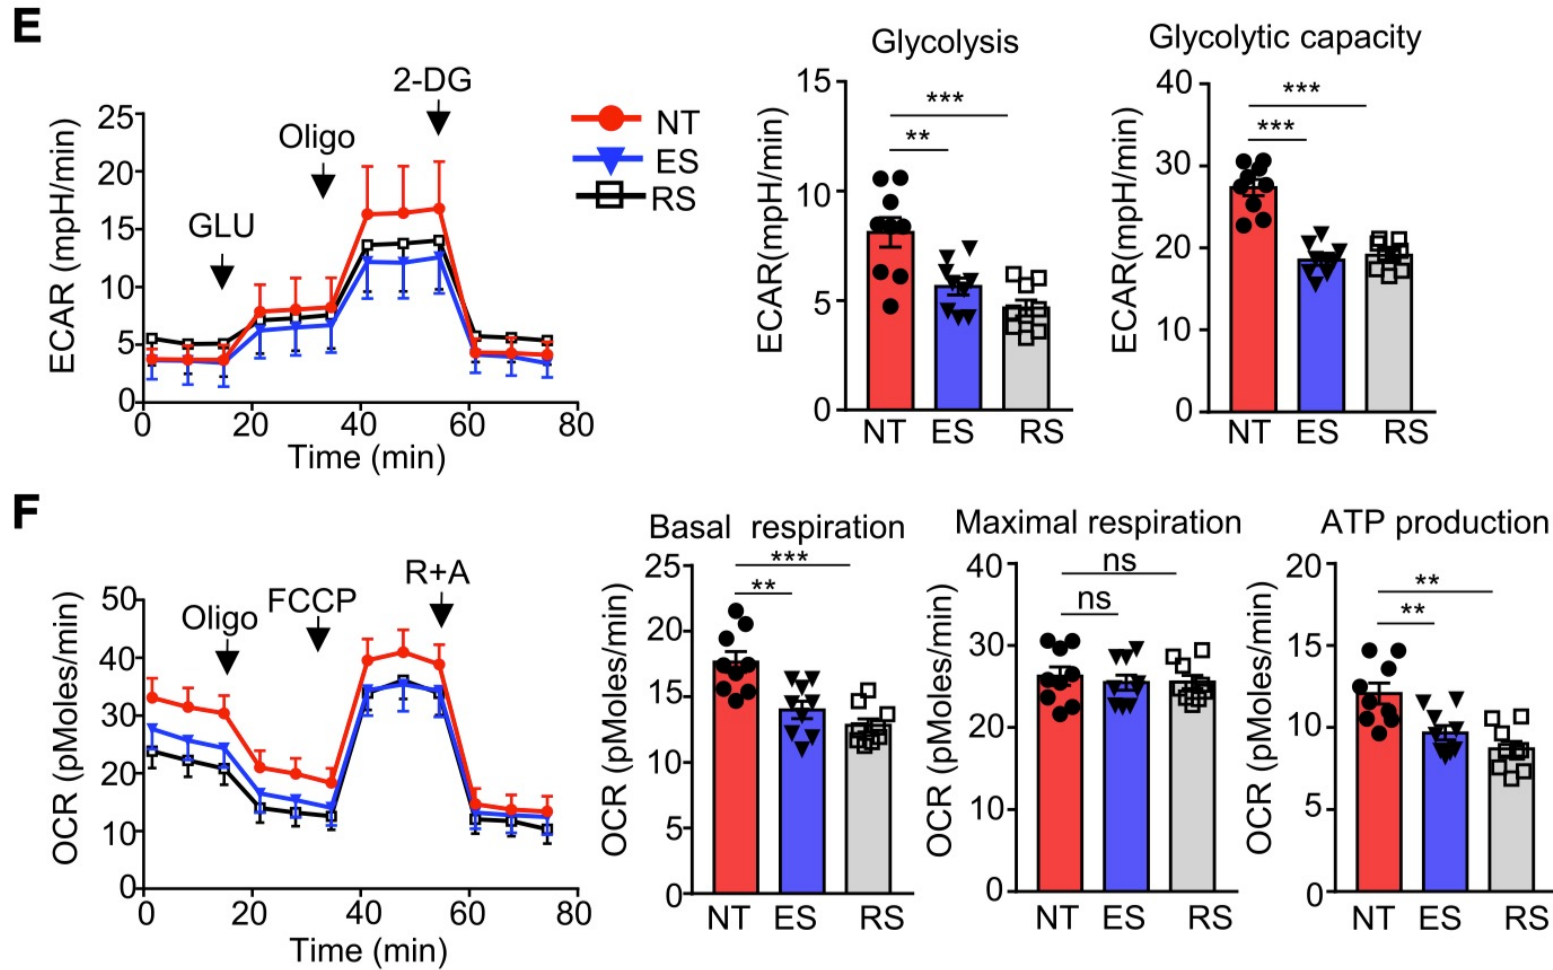 E
Glycolysis
Glycolytic capacity
2-DG
Oligo
GLU
NT
ES
RS
ECAR (mpH/min)
25
20
15
10
5
0
0 20 40 60 80
Time (min)
ECAR(mpH/min)
15
10
5
0
***
**
NT ES RS
ECAR(mpH/min)
40
30
20
10
0
***
***
NT ES RS
F
Basal respiration
Maximal respiration
ATP production
R+A
FCCP
Oligo
OCR (pMoles/min)
50
40
30
20
10
0
0 20 40 60 80
Time (min)
OCR (pMoles/min)
25
20
15
10
5
0
***
**
NT ES RS
OCR (pMoles/min)
40
30
20
10
0
ns
ns
NT ES RS
OCR (pMoles/min)
20
15
10
5
0
**
**
NT ES RS